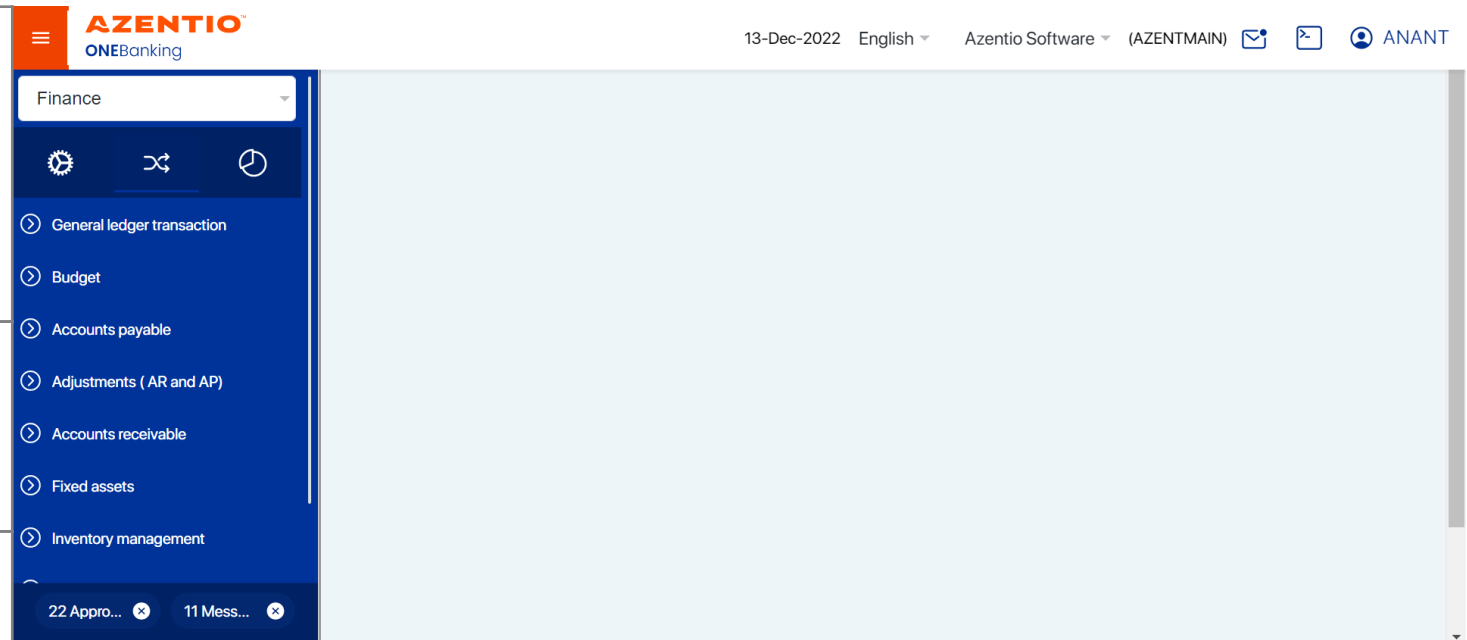 AZENTIO™
ONEBanking
13-Dec-2022 English Azentio Software (AZENTMAIN) ANANT
Finance
General ledger transaction
Budget
Accounts payable
Adjustments ( AR and AP)
Accounts receivable
Fixed assets
Inventory management
22 Appro... 11 Mess...